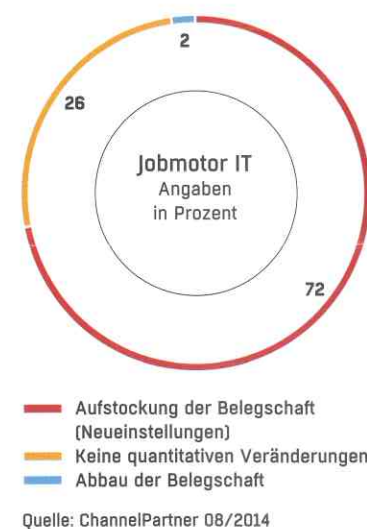 2
26
Jobmotor IT
Angaben
in Prozent
72
Aufstockung der Belegschaft
(Neueinstellungen)
Keine quantitativen Veränderungen
Abbau der Belegschaft
Quelle: ChannelPartner 08/2014